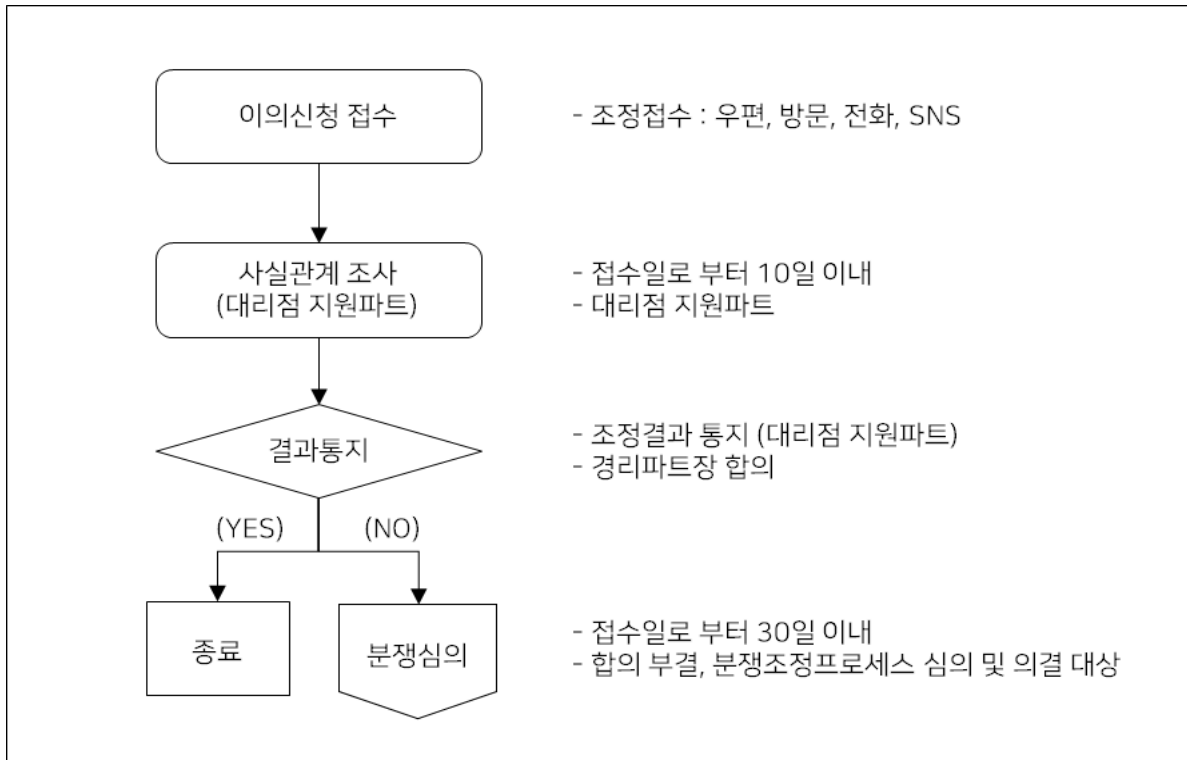 이의신청 접수
- 조정접수 : 우편, 방문, 전화, SNS
사실관계 조사
(대리점 지원파트)
- 접수일로 부터 10일 이내
- 대리점 지원파트
결과통지
- 조정결과 통지 (대리점 지원파트)
- 경리파트장 합의
(YES)
(NO)
종료
분쟁심의
- 접수일로 부터 30일 이내
- 합의 부결, 분쟁조정프로세스 심의 및 의결 대상